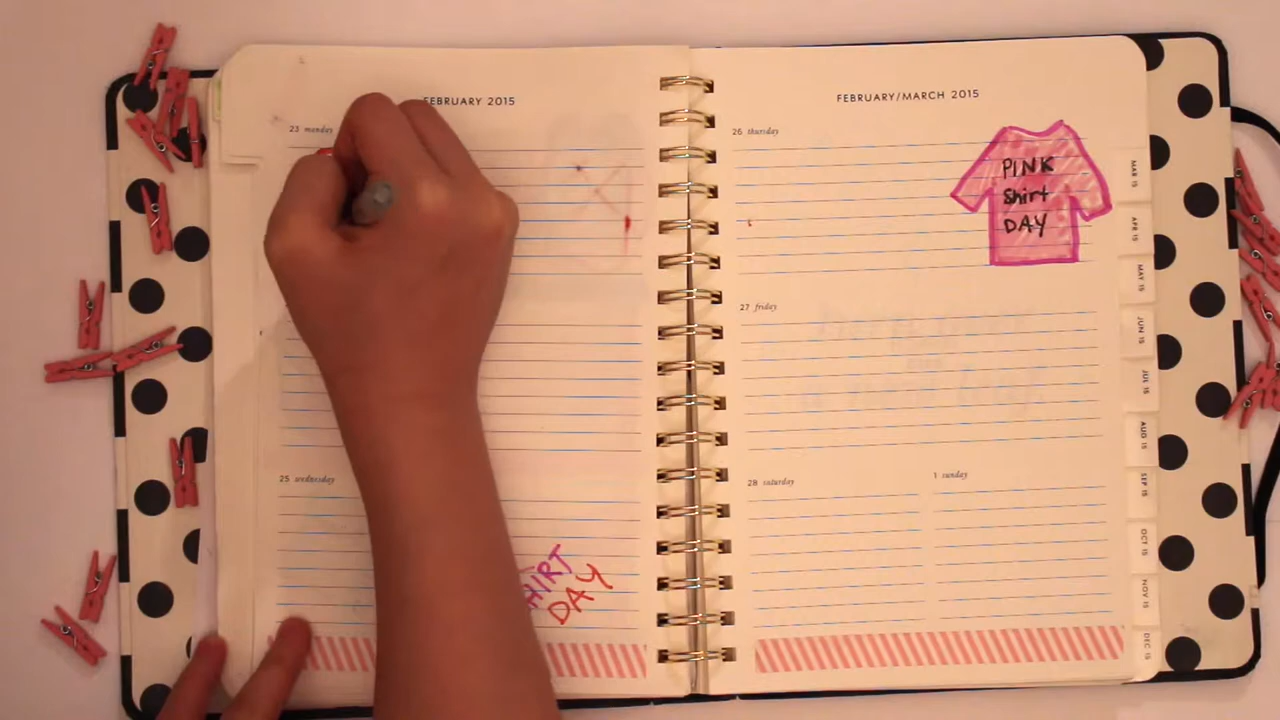 FEBRUARY 2015
23 monday
25 wednesday
SHIRT
DAY
FEBRUARY/MARCH 2015
26 thursday
PINK
Shirt
DAY
27 friday
28 saturday
1 sunday
MAR 15
APR 15
MAY 15
JUN 15
JUL 15
AUG 15
SEP 15
OCT 15
NOV 15
DEC 15